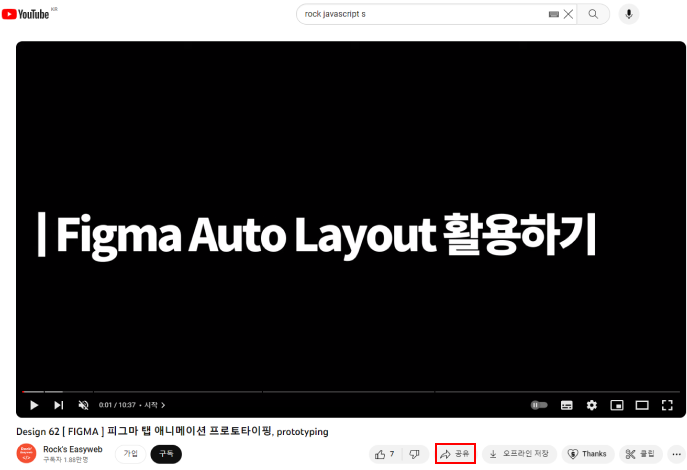 YouTube KR
rock javascript s
| Figma Auto Layout 활용하기
0:01 / 10:37 • 시작 >
Design 62 [ FIGMA ] 피그마 탭 애니메이션 프로토타이핑, prototyping
Rock's Easyweb
구독자 1.88만명
가입
구독
7
공유
오프라인 저장
Thanks
클립